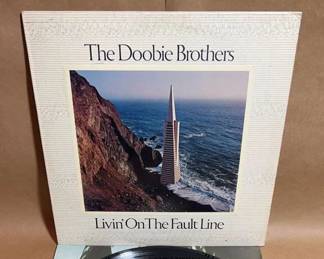 The Doobie Brothers
Livin' On The Fault Line